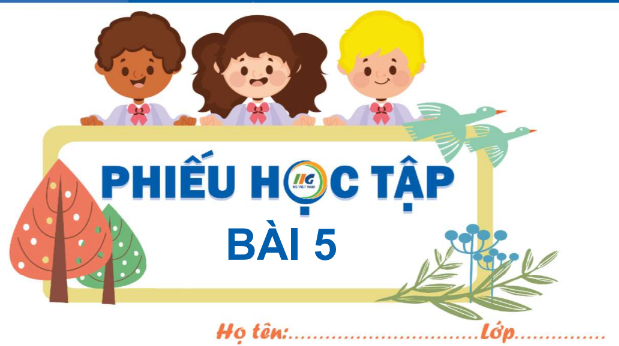 PHIẾU HỌC TẬP
BÀI 5
Họ tên:..............................Lớp...............